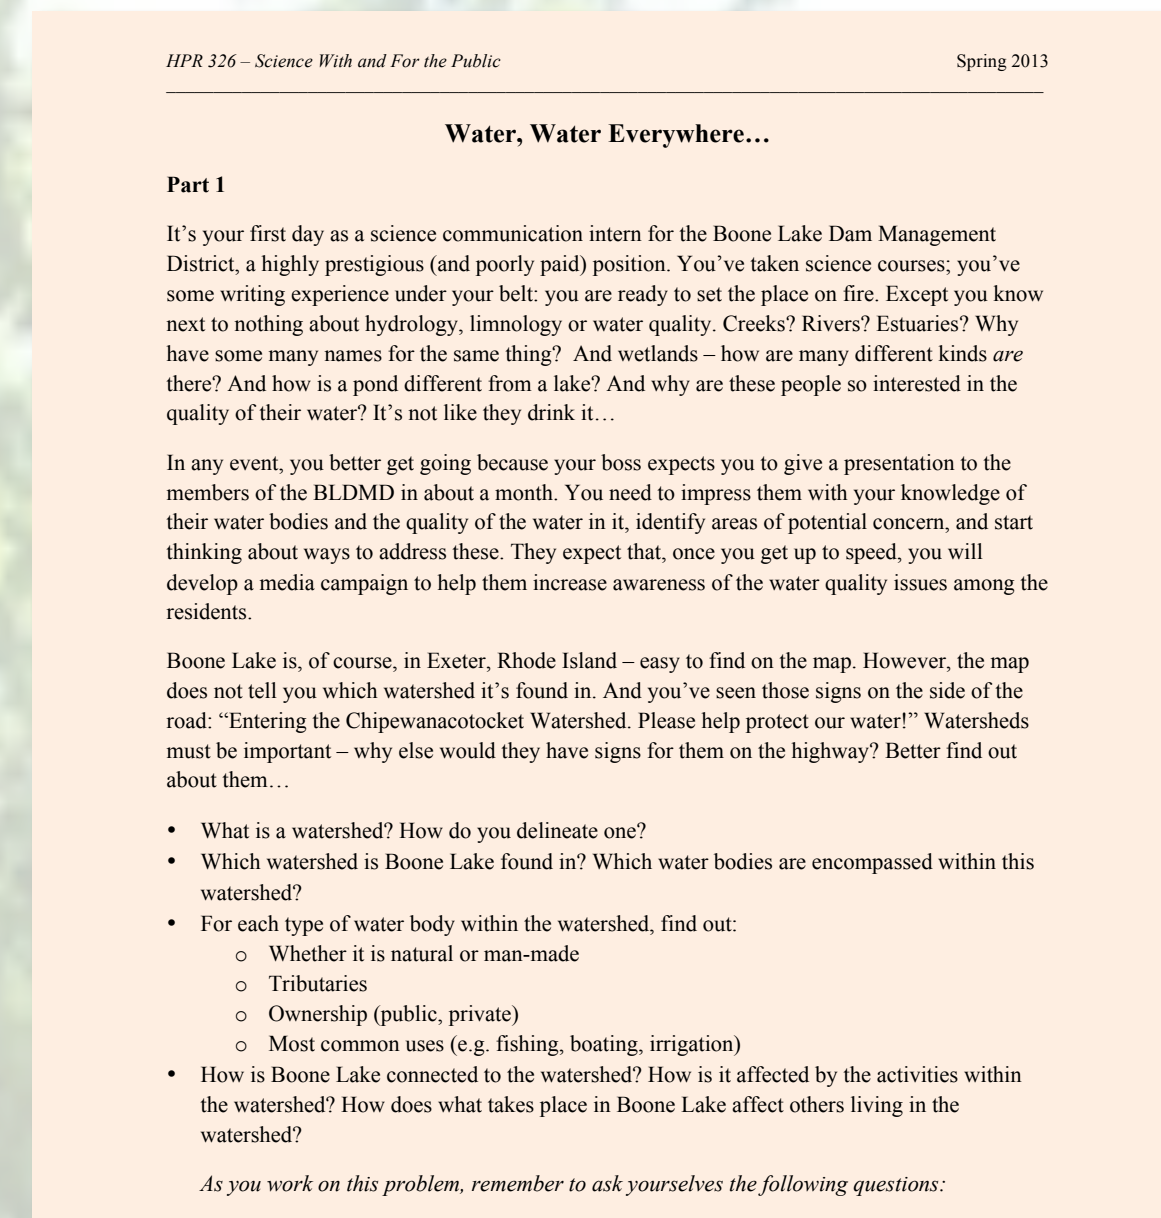 HPR 326 – Science With and For the Public Spring 2013
Water, Water Everywhere…
Part 1
It’s your first day as a science communication intern for the Boone Lake Dam Management
District, a highly prestigious (and poorly paid) position. You’ve taken science courses; you’ve
some writing experience under your belt: you are ready to set the place on fire. Except you know
next to nothing about hydrology, limnology or water quality. Creeks? Rivers? Estuaries? Why
have some many names for the same thing?  And wetlands – how are many different kinds are
there? And how is a pond different from a lake? And why are these people so interested in the
quality of their water? It’s not like they drink it…
In any event, you better get going because your boss expects you to give a presentation to the
members of the BLDMD in about a month. You need to impress them with your knowledge of
their water bodies and the quality of the water in it, identify areas of potential concern, and start
thinking about ways to address these. They expect that, once you get up to speed, you will
develop a media campaign to help them increase awareness of the water quality issues among the
residents.
Boone Lake is, of course, in Exeter, Rhode Island – easy to find on the map. However, the map
does not tell you which watershed it’s found in. And you’ve seen those signs on the side of the
road: “Entering the Chipewanacotocket Watershed. Please help protect our water!” Watersheds
must be important – why else would they have signs for them on the highway? Better find out
about them…
• What is a watershed? How do you delineate one?
• Which watershed is Boone Lake found in? Which water bodies are encompassed within this
watershed?
• For each type of water body within the watershed, find out:
o Whether it is natural or man-made
o Tributaries
o Ownership (public, private)
o Most common uses (e.g. fishing, boating, irrigation)
• How is Boone Lake connected to the watershed? How is it affected by the activities within
the watershed? How does what takes place in Boone Lake affect others living in the
watershed?
As you work on this problem, remember to ask yourselves the following questions: